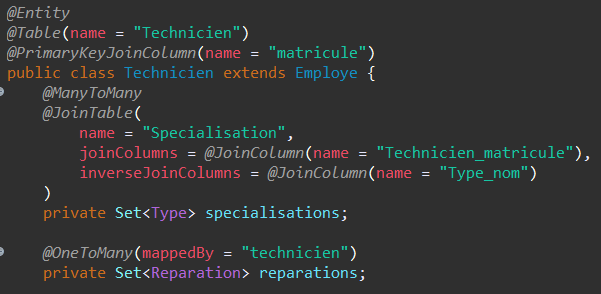 @Entity
@Table(name = "Technicien")
@PrimaryKeyJoinColumn(name = "matricule")
public class Technicien extends Employe {
    @ManyToMany
    @JoinTable(
        name = "Specialisation",
        joinColumns = @JoinColumn(name = "Technicien_matricule"),
        inverseJoinColumns = @JoinColumn(name = "Type_nom")
    )
    private Set<Type> specialisations;

    @OneToMany(mappedBy = "technicien")
    private Set<Reparation> reparations;